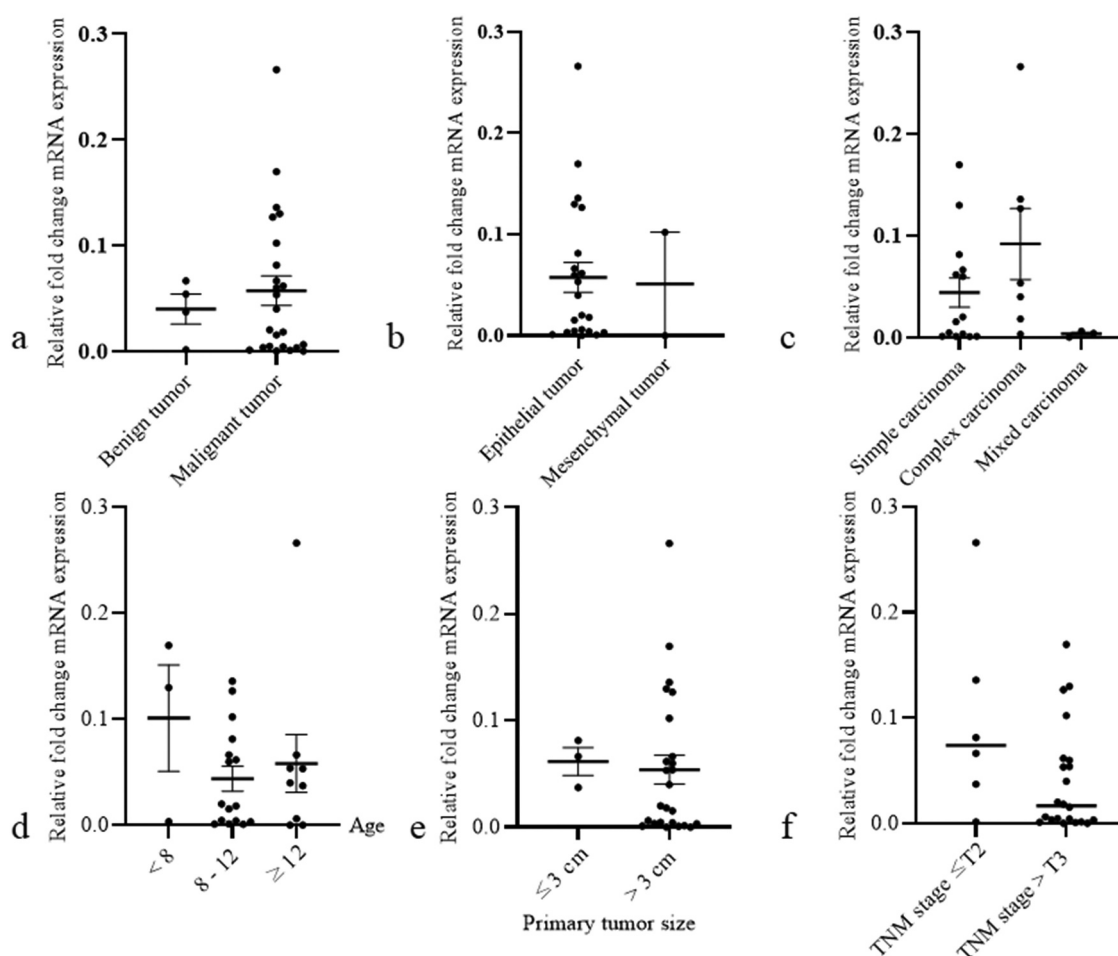 Relative fold change mRNA expression
0.3
0.2
0.1
0.0
Benign tumor
Malignant tumor
a
Relative fold change mRNA expression
0.3
0.2
0.1
0.0
Epithelial tumor
Mesenchymal tumor
b
Relative fold change mRNA expression
0.3
0.2
0.1
0.0
Simple carcinoma
Complex carcinoma
Mixed carcinoma
c
Relative fold change mRNA expression
0.3
0.2
0.1
0.0
< 8
8 - 12
≥ 12
Age
d
Relative fold change mRNA expression
0.3
0.2
0.1
0.0
≤ 3 cm
> 3 cm
Primary tumor size
e
Relative fold change mRNA expression
0.3
0.2
0.1
0.0
TNM stage ≤T2
TNM stage > T3
f